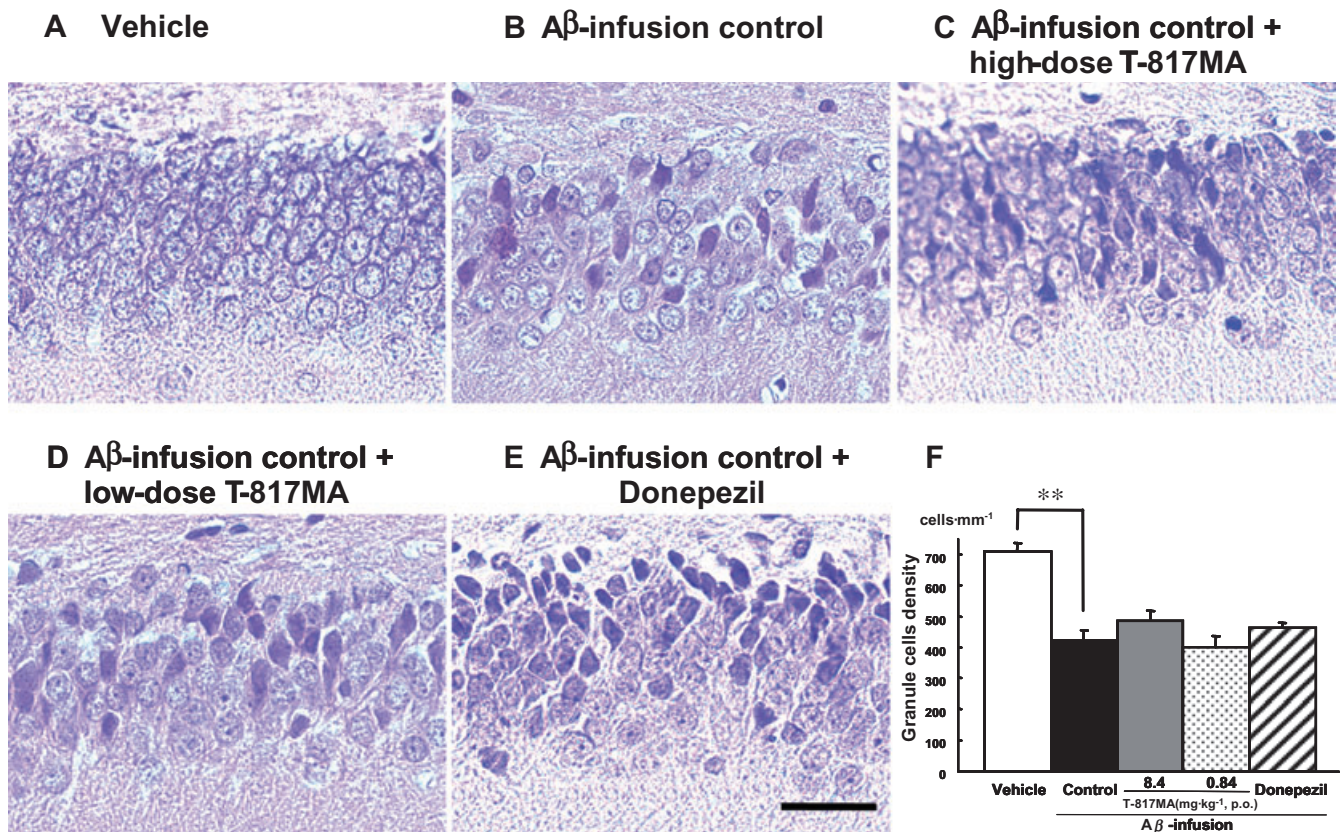 A Vehicle
B Aβ-infusion control
C Aβ-infusion control +
high-dose T-817MA
D Aβ-infusion control +
low-dose T-817MA
E Aβ-infusion control +
Donepezil
F
cells·mm⁻¹
**
Granule cells density
700
600
500
400
300
200
100
0
Vehicle
Control
8.4
0.84
Donepezil
T-817MA(mg·kg⁻¹, p.o.)
Aβ -infusion